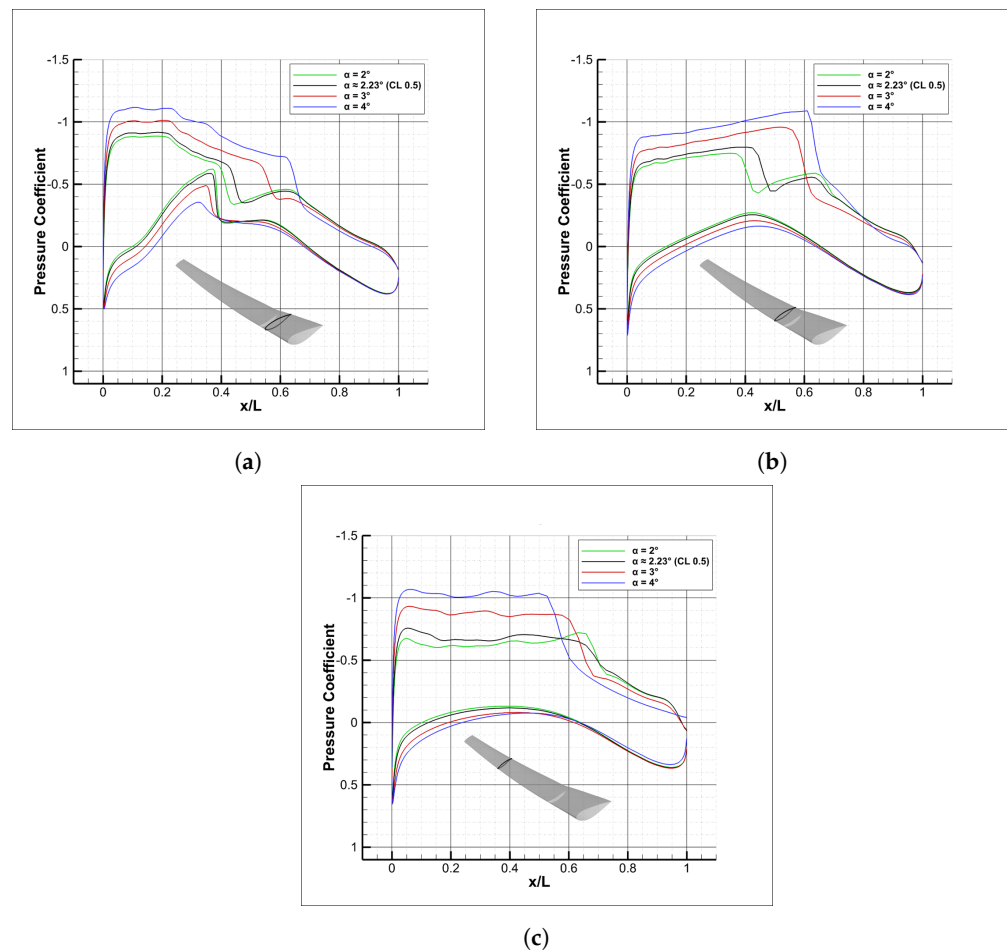 -1.5
-1
-0.5
0
0.5
1
Pressure Coefficient
α = 2°
α ≈ 2.23° (CL 0.5)
α = 3°
α = 4°
0 0.2 0.4 0.6 0.8 1
x/L
(a)
-1.5
-1
-0.5
0
0.5
1
Pressure Coefficient
α = 2°
α ≈ 2.23° (CL 0.5)
α = 3°
α = 4°
0 0.2 0.4 0.6 0.8 1
x/L
(b)
-1.5
-1
-0.5
0
0.5
1
Pressure Coefficient
α = 2°
α ≈ 2.23° (CL 0.5)
α = 3°
α = 4°
0 0.2 0.4 0.6 0.8 1
x/L
(c)